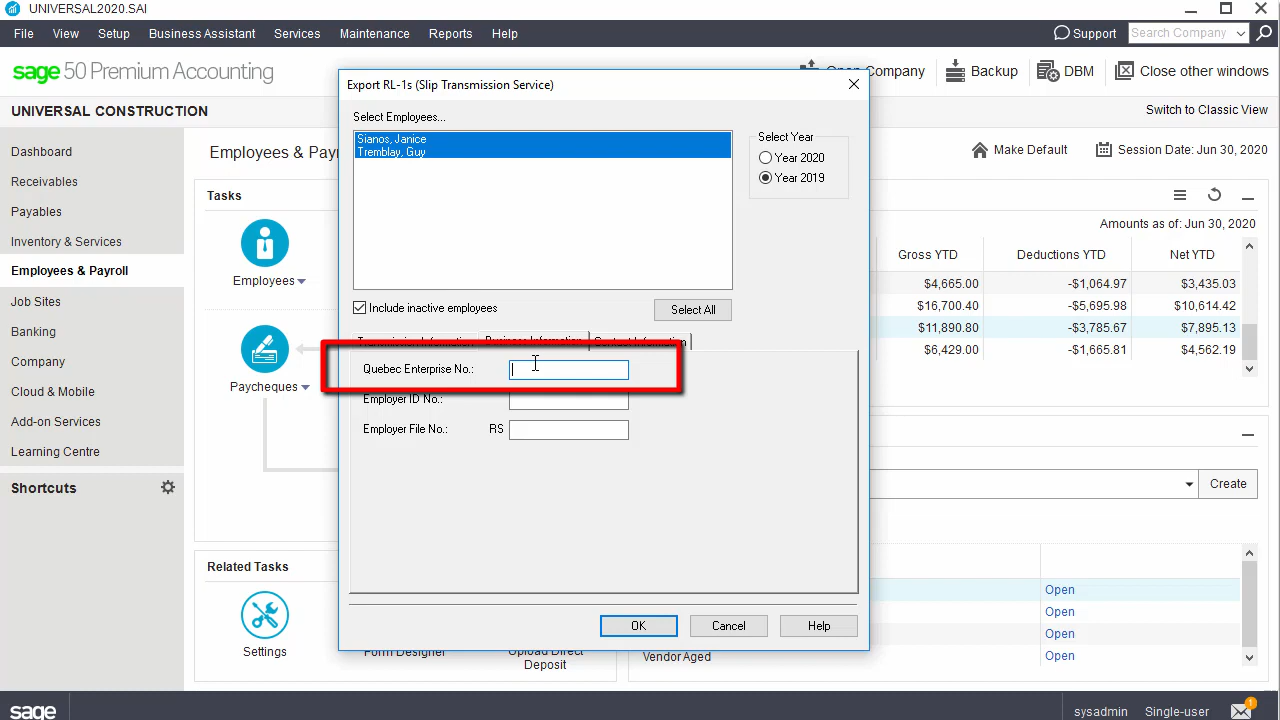 UNIVERSAL2020.SAI
File View Setup Business Assistant Services Maintenance Reports Help
Support Search Company
sage 50 Premium Accounting
Company Backup DBM Close other windows
UNIVERSAL CONSTRUCTION
Switch to Classic View
Dashboard
Receivables
Payables
Inventory & Services
Employees & Payroll
Job Sites
Banking
Company
Cloud & Mobile
Add-on Services
Learning Centre
Shortcuts
Employees & Pay
Make Default Session Date: Jun 30, 2020
Tasks
Employees
Paycheques
Related Tasks
Settings
Form Designer
Upload Direct
Deposit
Export RL-1s (Slip Transmission Service)
Select Employees...
Sianos, Janice
Tremblay, Guy
Select Year
Year 2020
Year 2019
Include inactive employees
Select All
Transmission Information Business Information Contact Information
Quebec Enterprise No.:
Employer ID No.:
Employer File No.: RS
OK Cancel Help
Amounts as of: Jun 30, 2020
Gross YTD Deductions YTD Net YTD
$4,665.00 -$1,064.97 $3,435.03
$16,700.40 -$5,695.98 $10,614.42
$11,890.80 -$3,785.67 $7,895.13
$6,429.00 -$1,665.81 $4,562.19
Create
Open
Open
Open
Vendor Aged Open
sage
sysadmin Single-user 1